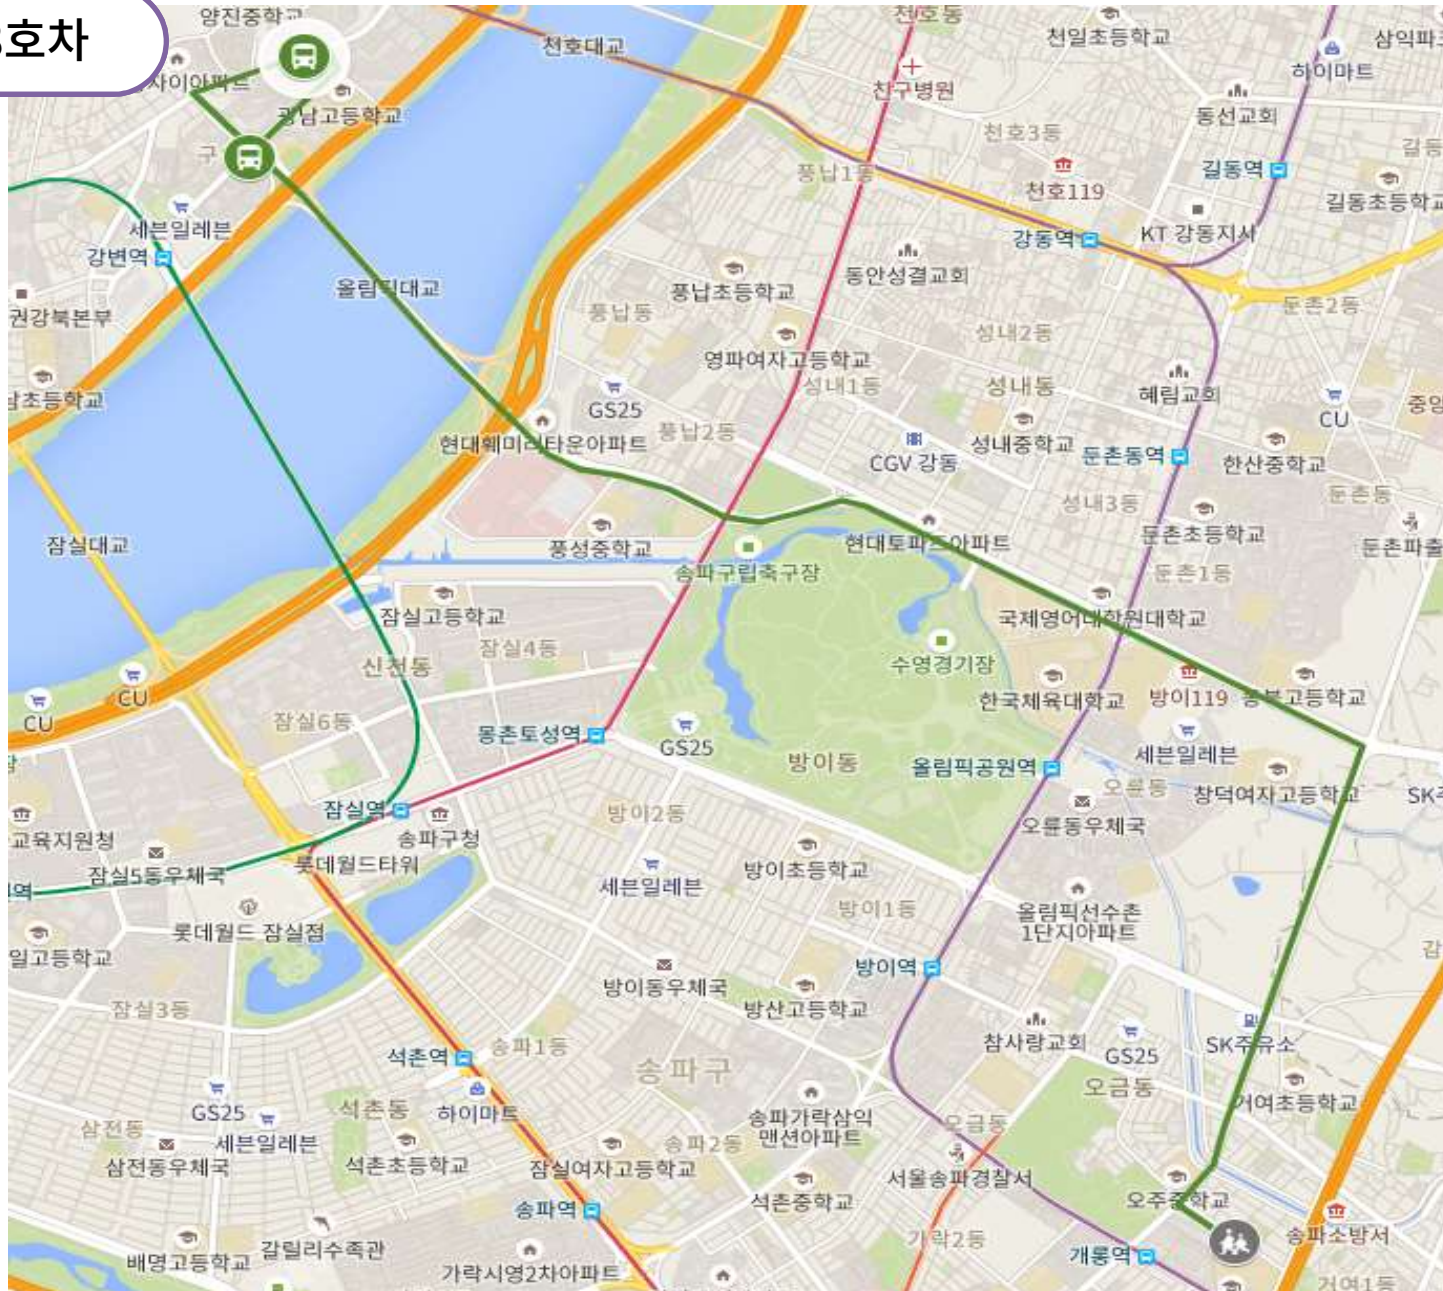 호차
양진중학교
천호대교
천호동
천일초등학교
하이마트
친구병원
광남고등학교
동선교회
천호3동
길동역
풍납1동
천호119
길동초등학교
세븐일레븐
강변역
강동역
KT 강동지사
동안성결교회
올림픽대교
풍납초등학교
권강북본부
풍납동
둔촌2동
성내2동
영파여자고등학교
성내1동
성내동
혜림교회
GS25
CU
현대훼미리타운아파트
풍납2동
성내중학교
CGV 강동
둔촌동역
한산중학교
둔촌동
성내3동
잠실대교
풍성중학교
현대토파즈아파트
둔촌초등학교
송파구립축구장
둔촌1동
잠실고등학교
국제영어대학원대학교
잠실4동
신천동
수영경기장
CU
CU
한국체육대학교
방이119
동북고등학교
잠실6동
몽촌토성역
GS25
세븐일레븐
방이동
올림픽공원역
오륜동
창덕여자고등학교
잠실역
방이2동
오륜동우체국
교육지원청
송파구청
잠실5동우체국
롯데월드타워
방이초등학교
세븐일레븐
방이1동
올림픽선수촌
1단지아파트
롯데월드 잠실점
일고등학교
방이역
방이동우체국
방산고등학교
잠실3동
참사랑교회
GS25
SK주유소
석촌역
송파1동
송파구
오금동
거여초등학교
GS25
석촌동
하이마트
송파가락삼익
맨션아파트
오금동
삼전동
세븐일레븐
송파2동
삼전동우체국
석촌초등학교
잠실여자고등학교
서울송파경찰서
석촌중학교
오주중학교
송파역
송파소방서
갈릴리수족관
가락2동
배명고등학교
개롱역
가락시영2차아파트
거여1동